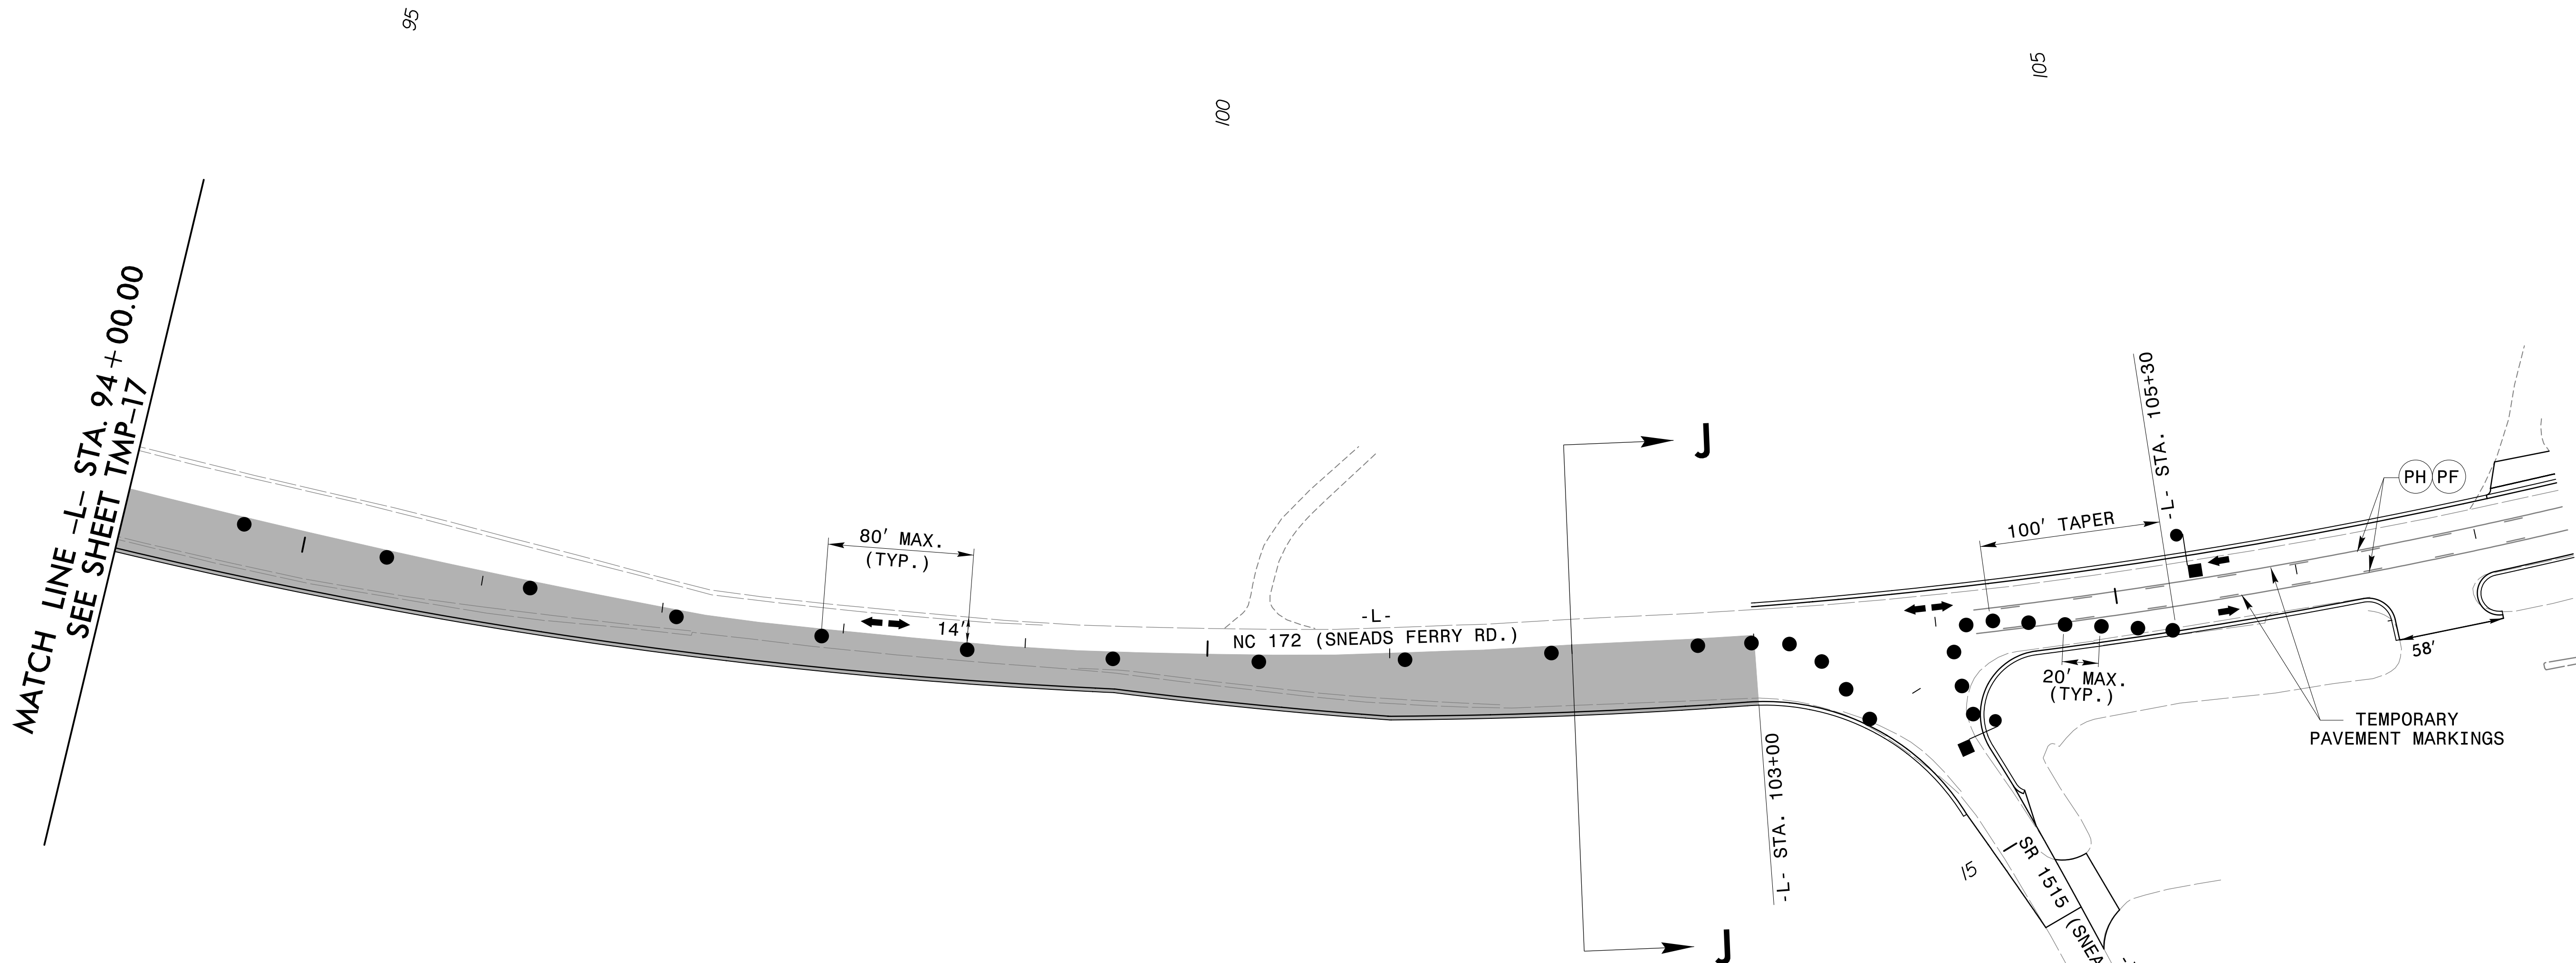 95
100
105
MATCH LINE -L- STA. 94+00.00
SEE SHEET TMP-17
80' MAX.
(TYP.)
14'
-L-
NC 172 (SNEADS FERRY RD.)
J
J
-L- STA. 103+00
-L- STA. 105+30
100' TAPER
PH PF
20' MAX.
(TYP.)
58'
TEMPORARY
PAVEMENT MARKINGS
15
SR 1515 (SNEA